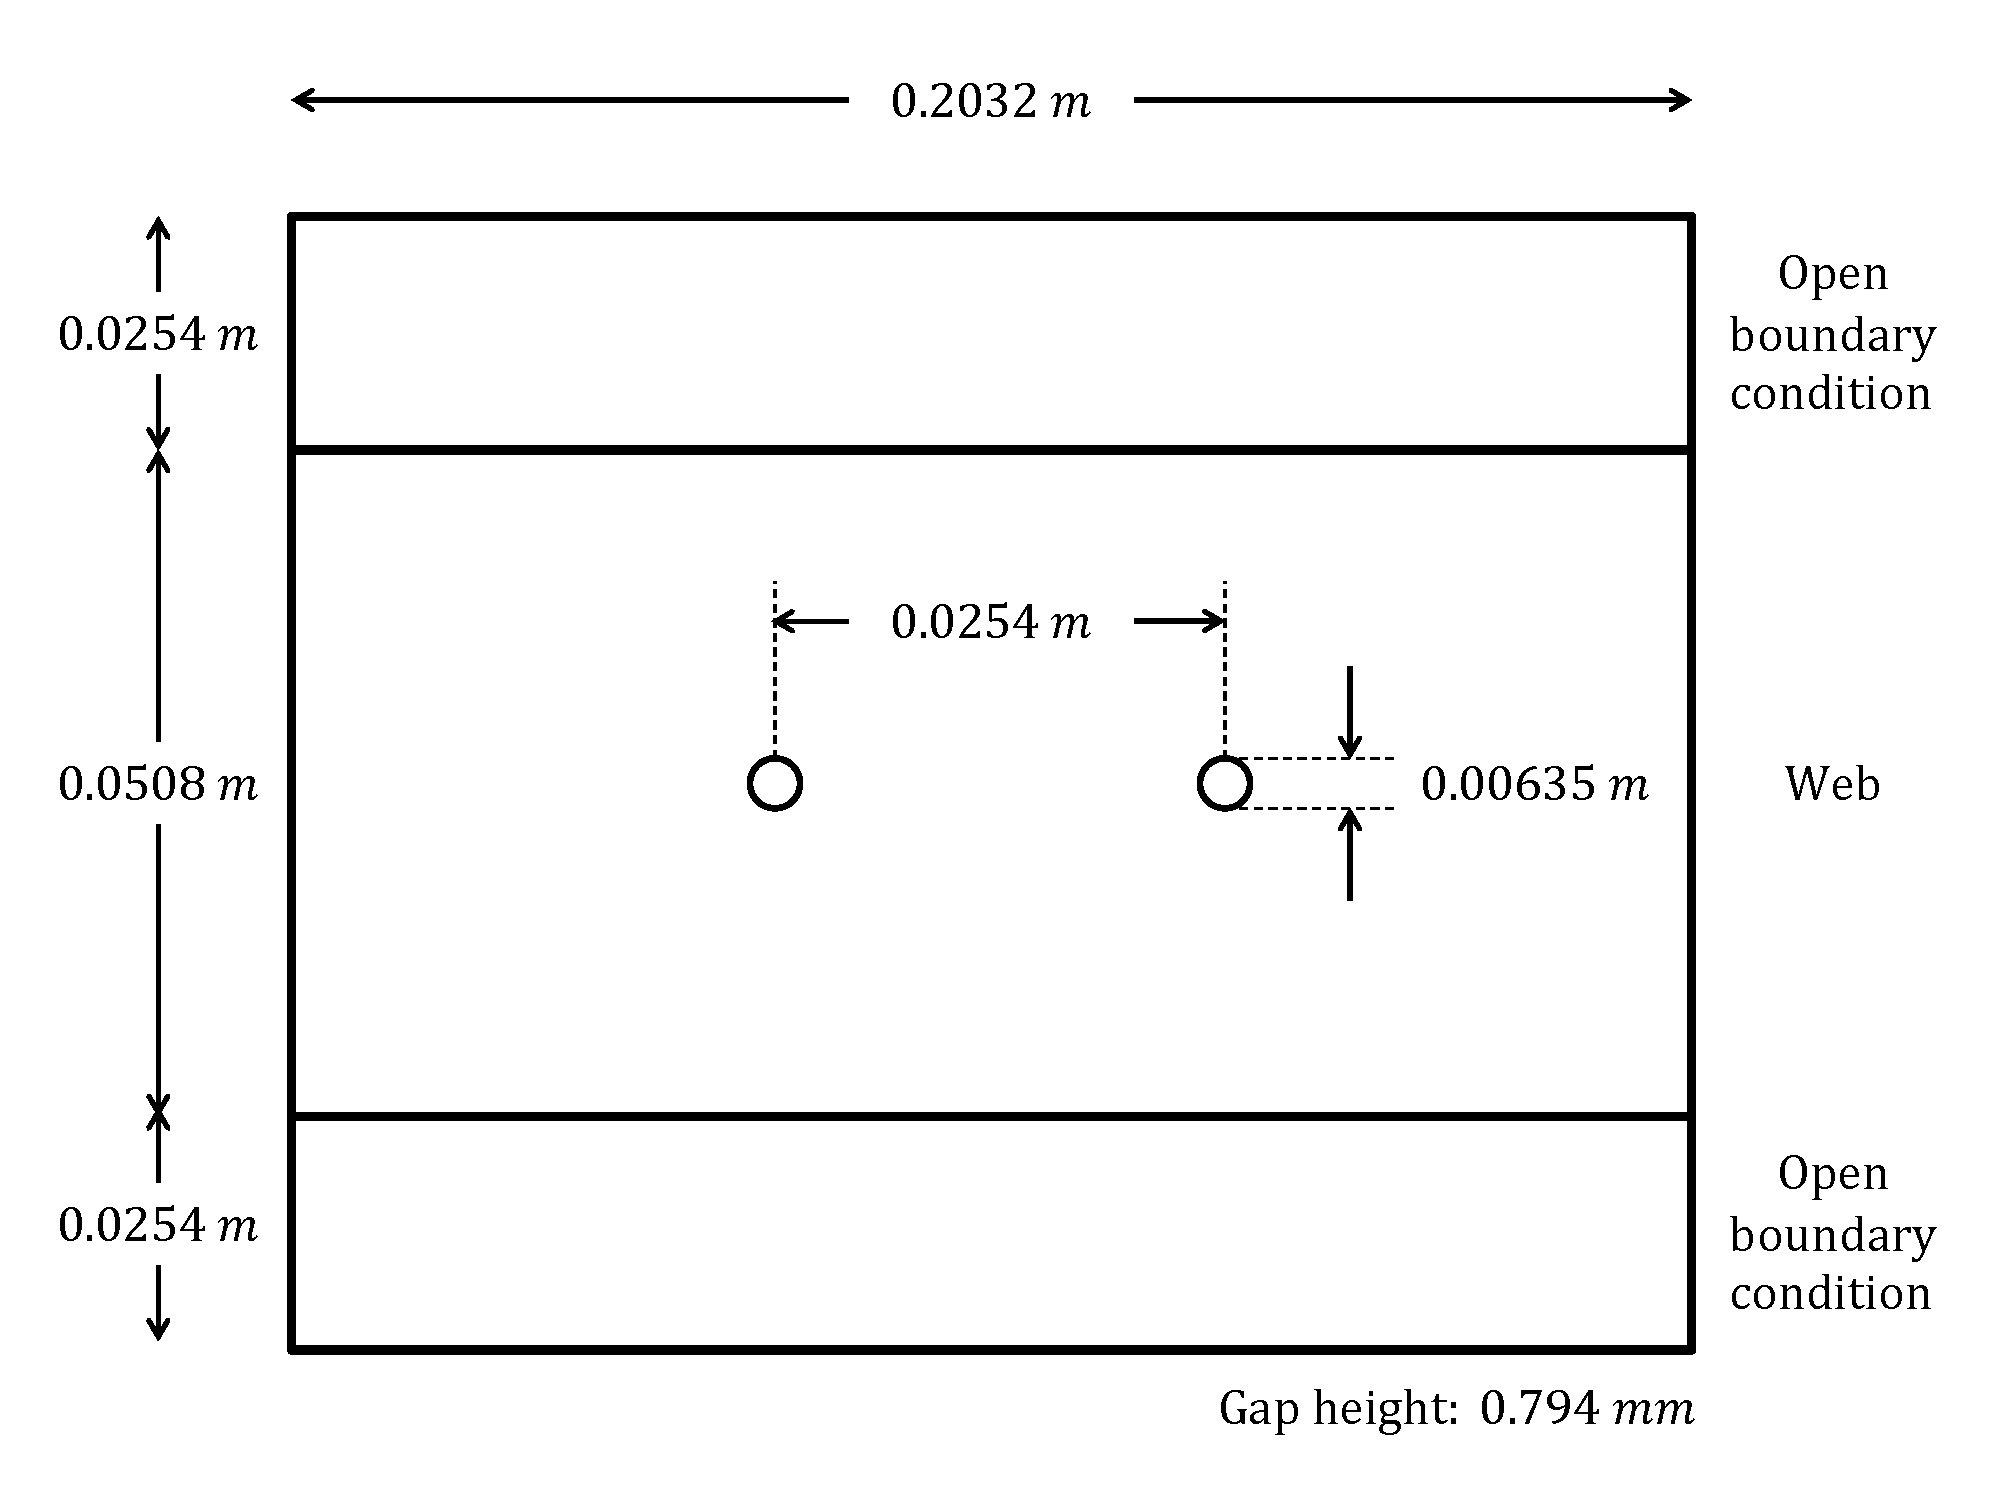 0.2032 m
Open
boundary
condition
0.0254 m
0.0254 m
0.0508 m
0.00635 m
Web
0.0254 m
Open
boundary
condition
Gap height: 0.794 mm